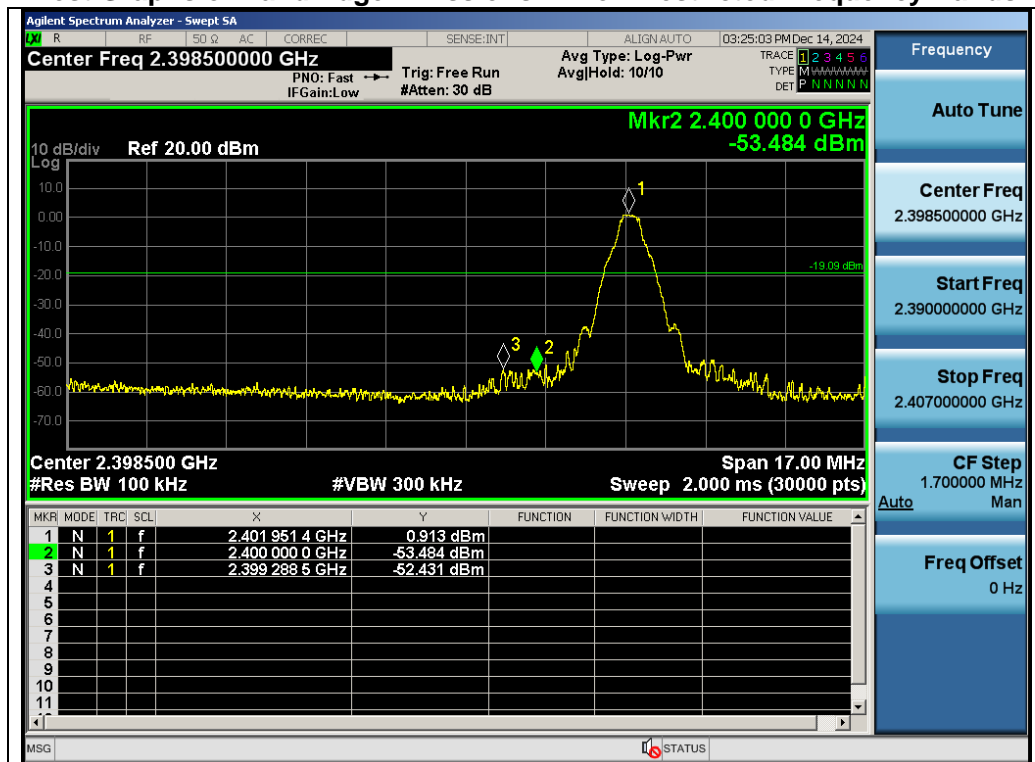 Agilent Spectrum Analyzer - Swept SA
LXI R RF 50 Ω AC CORREC SENSE:INT ALIGN AUTO 03:25:03 PM Dec 14, 2024
Center Freq 2.398500000 GHz
PNO: Fast
IFGain:Low
Trig: Free Run
#Atten: 30 dB
Avg Type: Log-Pwr
Avg|Hold: 10/10
TRACE 1 2 3 4 5 6
TYPE M WWWWW
DET P N N N N N
Frequency
Mkr2 2.400 000 0 GHz
-53.484 dBm
10 dB/div Ref 20.00 dBm
Log
10.0
0.00
-10.0
-20.0
-30.0
-40.0
-50.0
-60.0
-70.0
1
-19.09 dBm
3
2
Center 2.398500 GHz Span 17.00 MHz
#Res BW 100 kHz #VBW 300 kHz Sweep 2.000 ms (30000 pts)
MKR MODE TRC SCL X Y FUNCTION FUNCTION WIDTH FUNCTION VALUE
1 N 1 f 2.401 951 4 GHz 0.913 dBm
2 N 1 f 2.400 000 0 GHz -53.484 dBm
3 N 1 f 2.399 288 5 GHz -52.431 dBm
4
5
6
7
8
9
10
11
Auto Tune
Center Freq
2.398500000 GHz
Start Freq
2.390000000 GHz
Stop Freq
2.407000000 GHz
CF Step
1.700000 MHz
Auto Man
Freq Offset
0 Hz
MSG STATUS